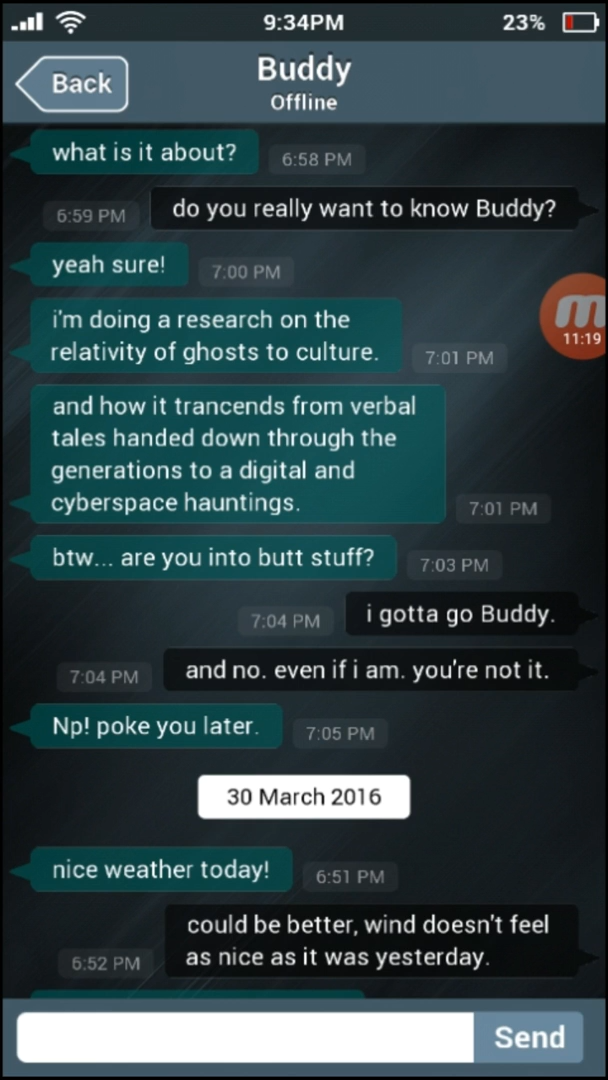 9:34PM
23%
Back
Buddy
Offline
what is it about?
6:58 PM
6:59 PM
do you really want to know Buddy?
yeah sure!
7:00 PM
i'm doing a research on the
relativity of ghosts to culture.
7:01 PM
m
11:19
and how it trancends from verbal
tales handed down through the
generations to a digital and
cyberspace hauntings.
7:01 PM
btw... are you into butt stuff?
7:03 PM
7:04 PM
i gotta go Buddy.
7:04 PM
and no. even if i am. you're not it.
Np! poke you later.
7:05 PM
30 March 2016
nice weather today!
6:51 PM
could be better, wind doesn't feel
as nice as it was yesterday.
6:52 PM
Send